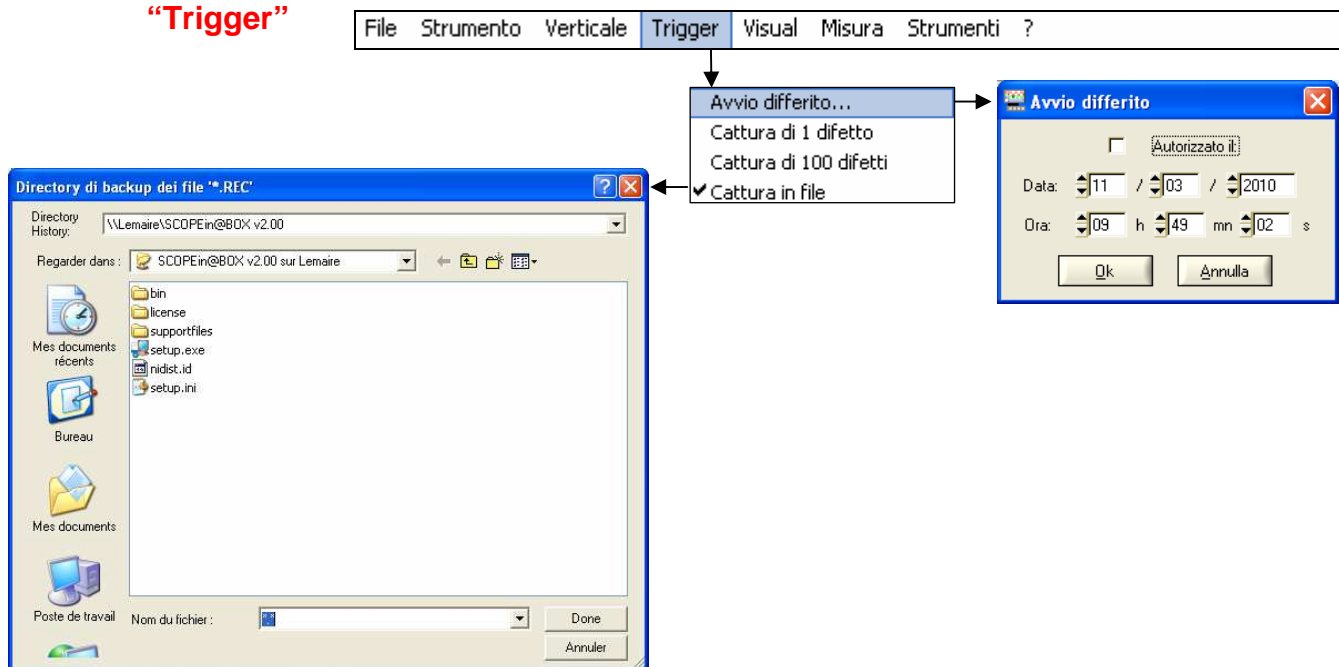 “Trigger”
File Strumento Verticale Trigger Visual Misura Strumenti ?
Avvio differito...
Cattura di 1 difetto
Cattura di 100 difetti
Cattura in file
Avvio differito
Autorizzato il:
Data: 11 / 03 / 2010
Ora: 09 h 49 mn 02 s
Ok Annulla
Directory di backup dei file '*.REC'
Directory History: \\Lemaire\SCOPEin@BOX v2.00
Regarder dans : SCOPEin@BOX v2.00 sur Lemaire
bin
license
supportfiles
setup.exe
nidist.id
setup.ini
Mes documents récents
Bureau
Mes documents
Poste de travail
Nom du fichier :
Done
Annuler